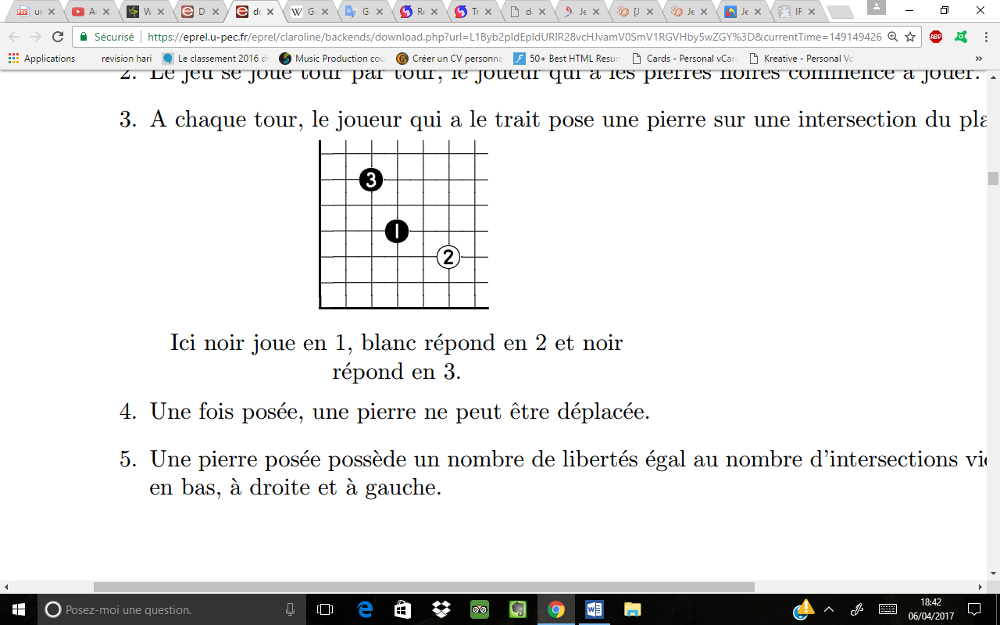 ur
A
W
D
do
G
G
Re
Tr
d
Je
[J
Je
Je
IF
Sécurisé
https://eprel.u-pec.fr/eprel/claroline/backends/download.php?url=L1Byb2pldEpldURlR28vcHJvamV0SmV1RGVHby5wZGY%3D&currentTime=149149426
ABP
Applications
revision hari
Le classement 2016 d
Music Production cou
Créer un CV personna
50+ Best HTML Resun
Cards - Personal vCar
Kreative - Personal Vc
»
2. Le jeu se joue tour par tour, le joueur qui a les pierres noires commence à jouer.
3. A chaque tour, le joueur qui a le trait pose une pierre sur une intersection du pla
3
1
2
Ici noir joue en 1, blanc répond en 2 et noir
répond en 3.
4. Une fois posée, une pierre ne peut être déplacée.
5. Une pierre posée possède un nombre de libertés égal au nombre d'intersections vi
en bas, à droite et à gauche.
Posez-moi une question.
18:42
06/04/2017